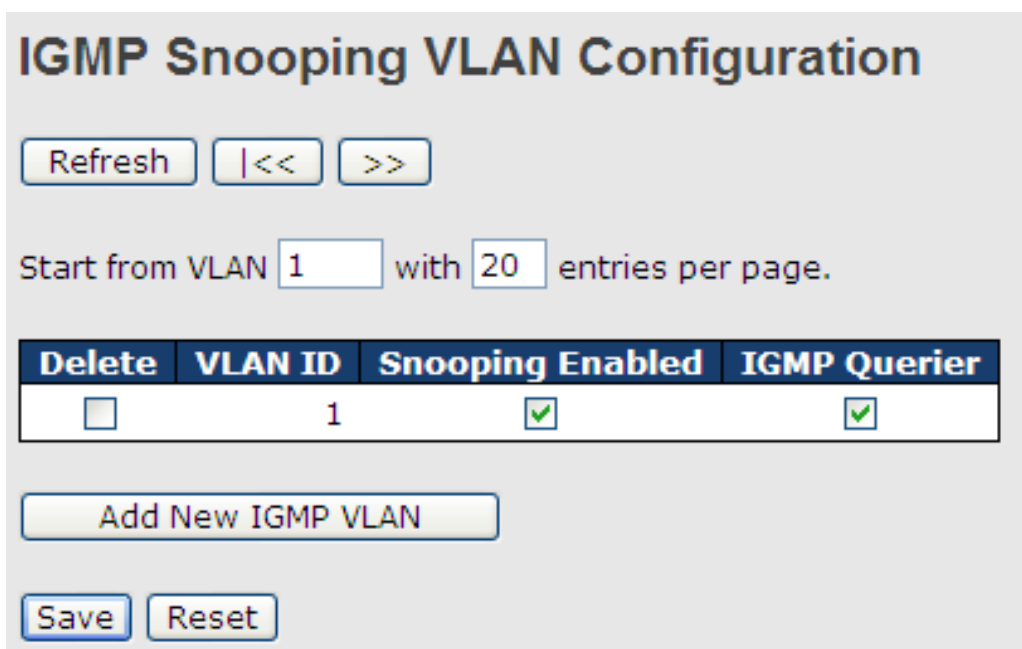 IGMP Snooping VLAN Configuration
Refresh |<< >>
Start from VLAN 1 with 20 entries per page.
Delete VLAN ID Snooping Enabled IGMP Querier
1
Add New IGMP VLAN
Save Reset